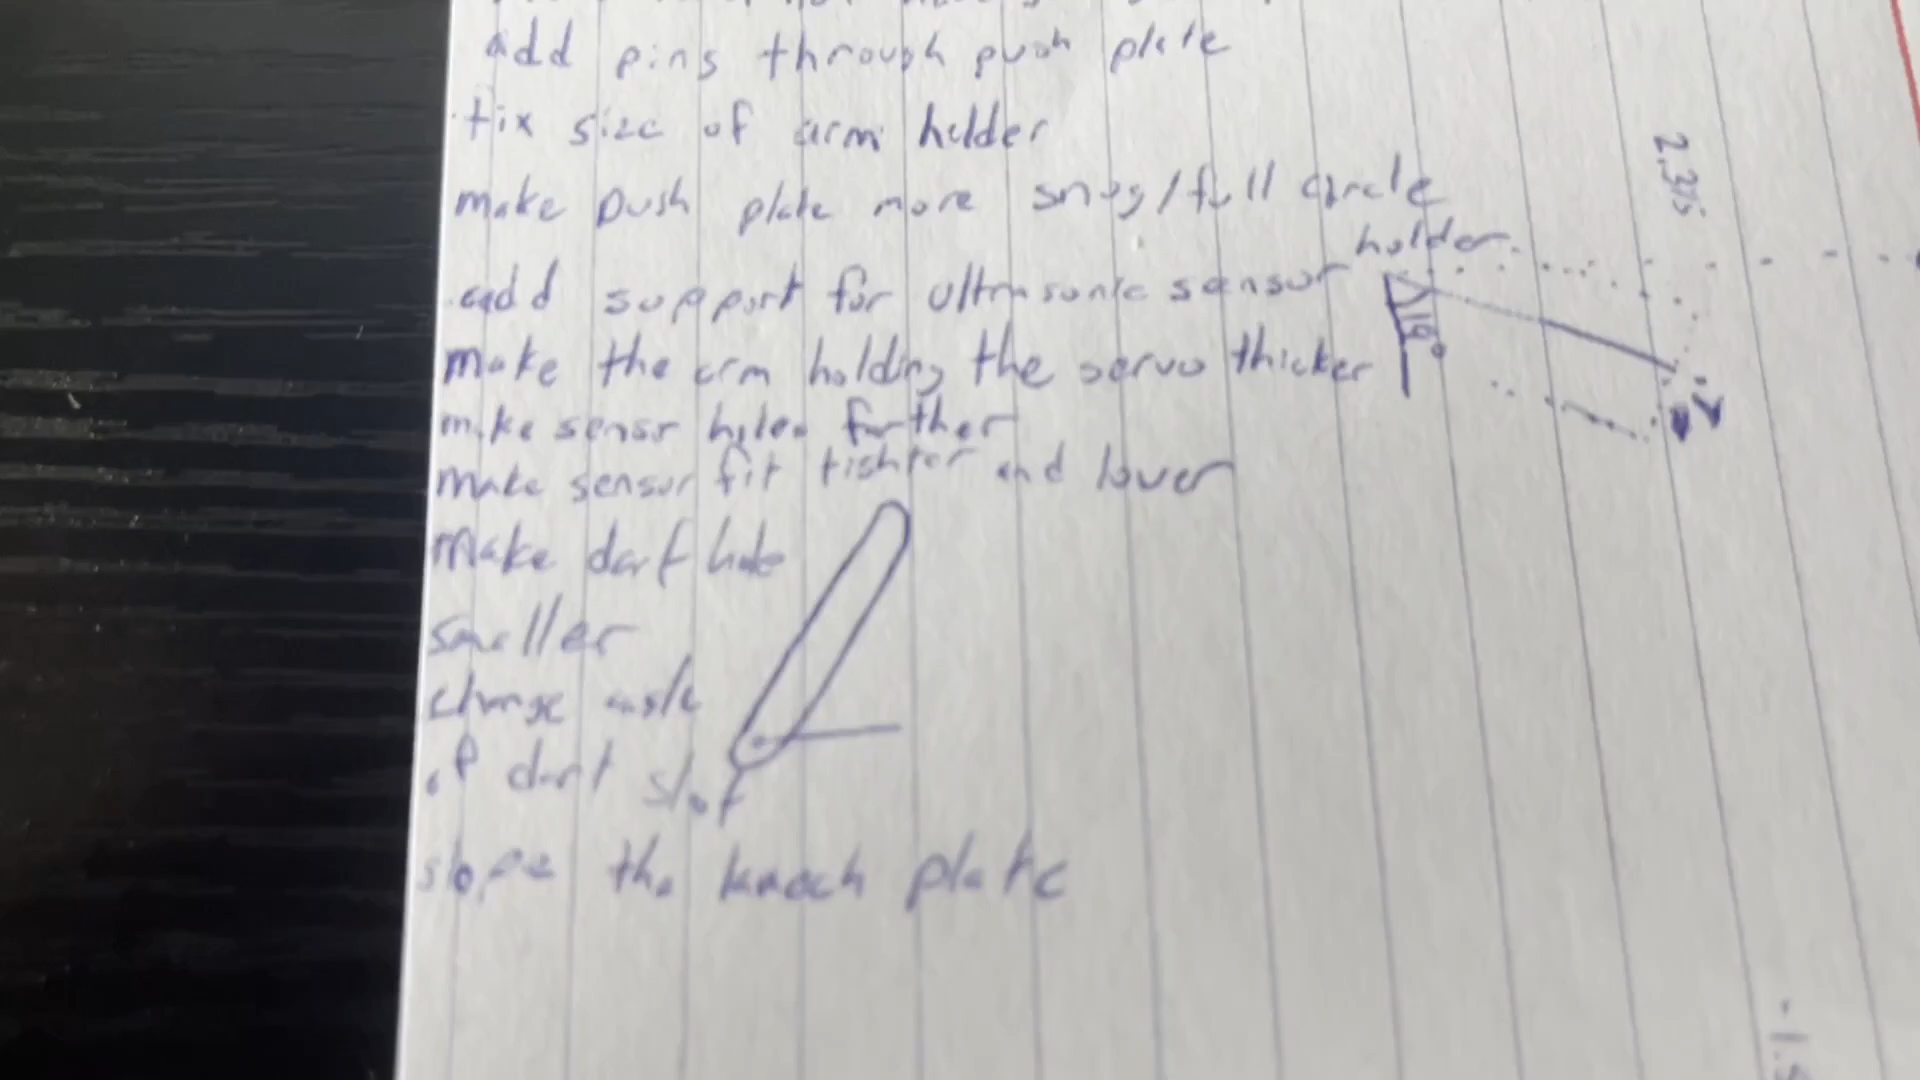 add pins through push plate
fix size of arm holder
make push plate more snug/full circle
holder
add support for ultrasonic sensor
19°
make the arm holding the servo thicker
make sensor holes further
make sensor fit tighter and lower
make dart hole
smaller
change angle
of dart slot
slope the knock plate
2.375